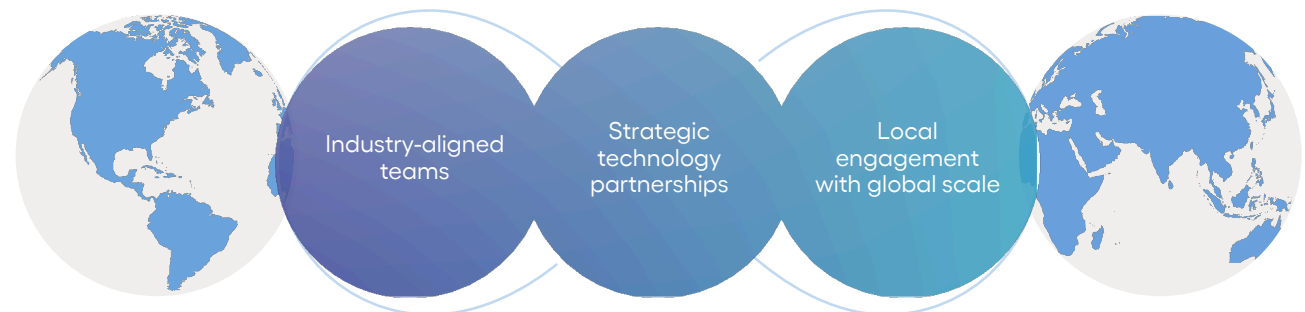 Industry-aligned
teams
Strategic
technology
partnerships
Local
engagement
with global scale